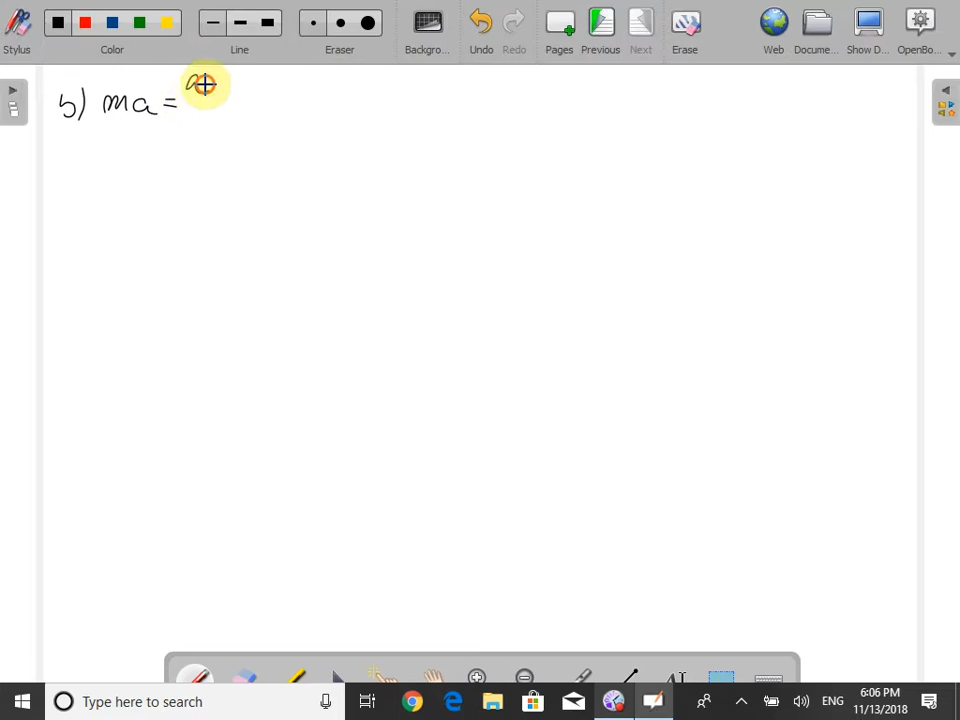 Stylus Color Line Eraser Backgro... Undo Redo Pages Previous Next Erase Web Docume... Show D... OpenBo...
b) ma = a
Type here to search
ENG
6:06 PM
11/13/2018